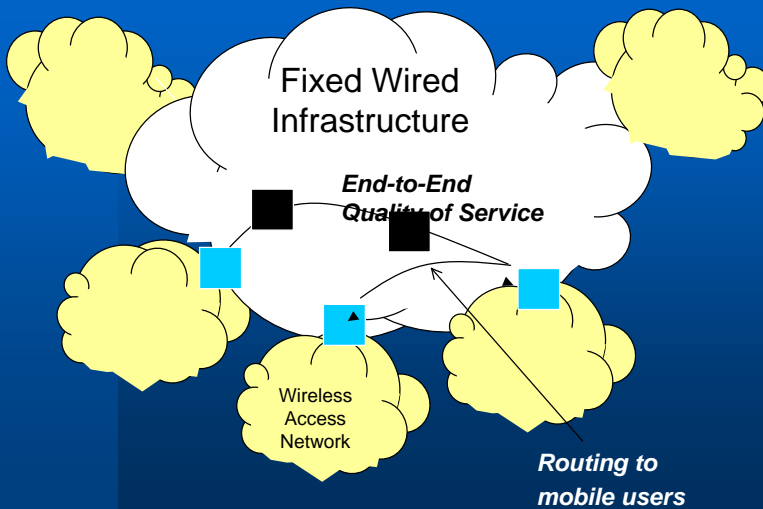 Fixed Wired
Infrastructure
End-to-End
Quality of Service
Wireless
Access
Network
Routing to
mobile users